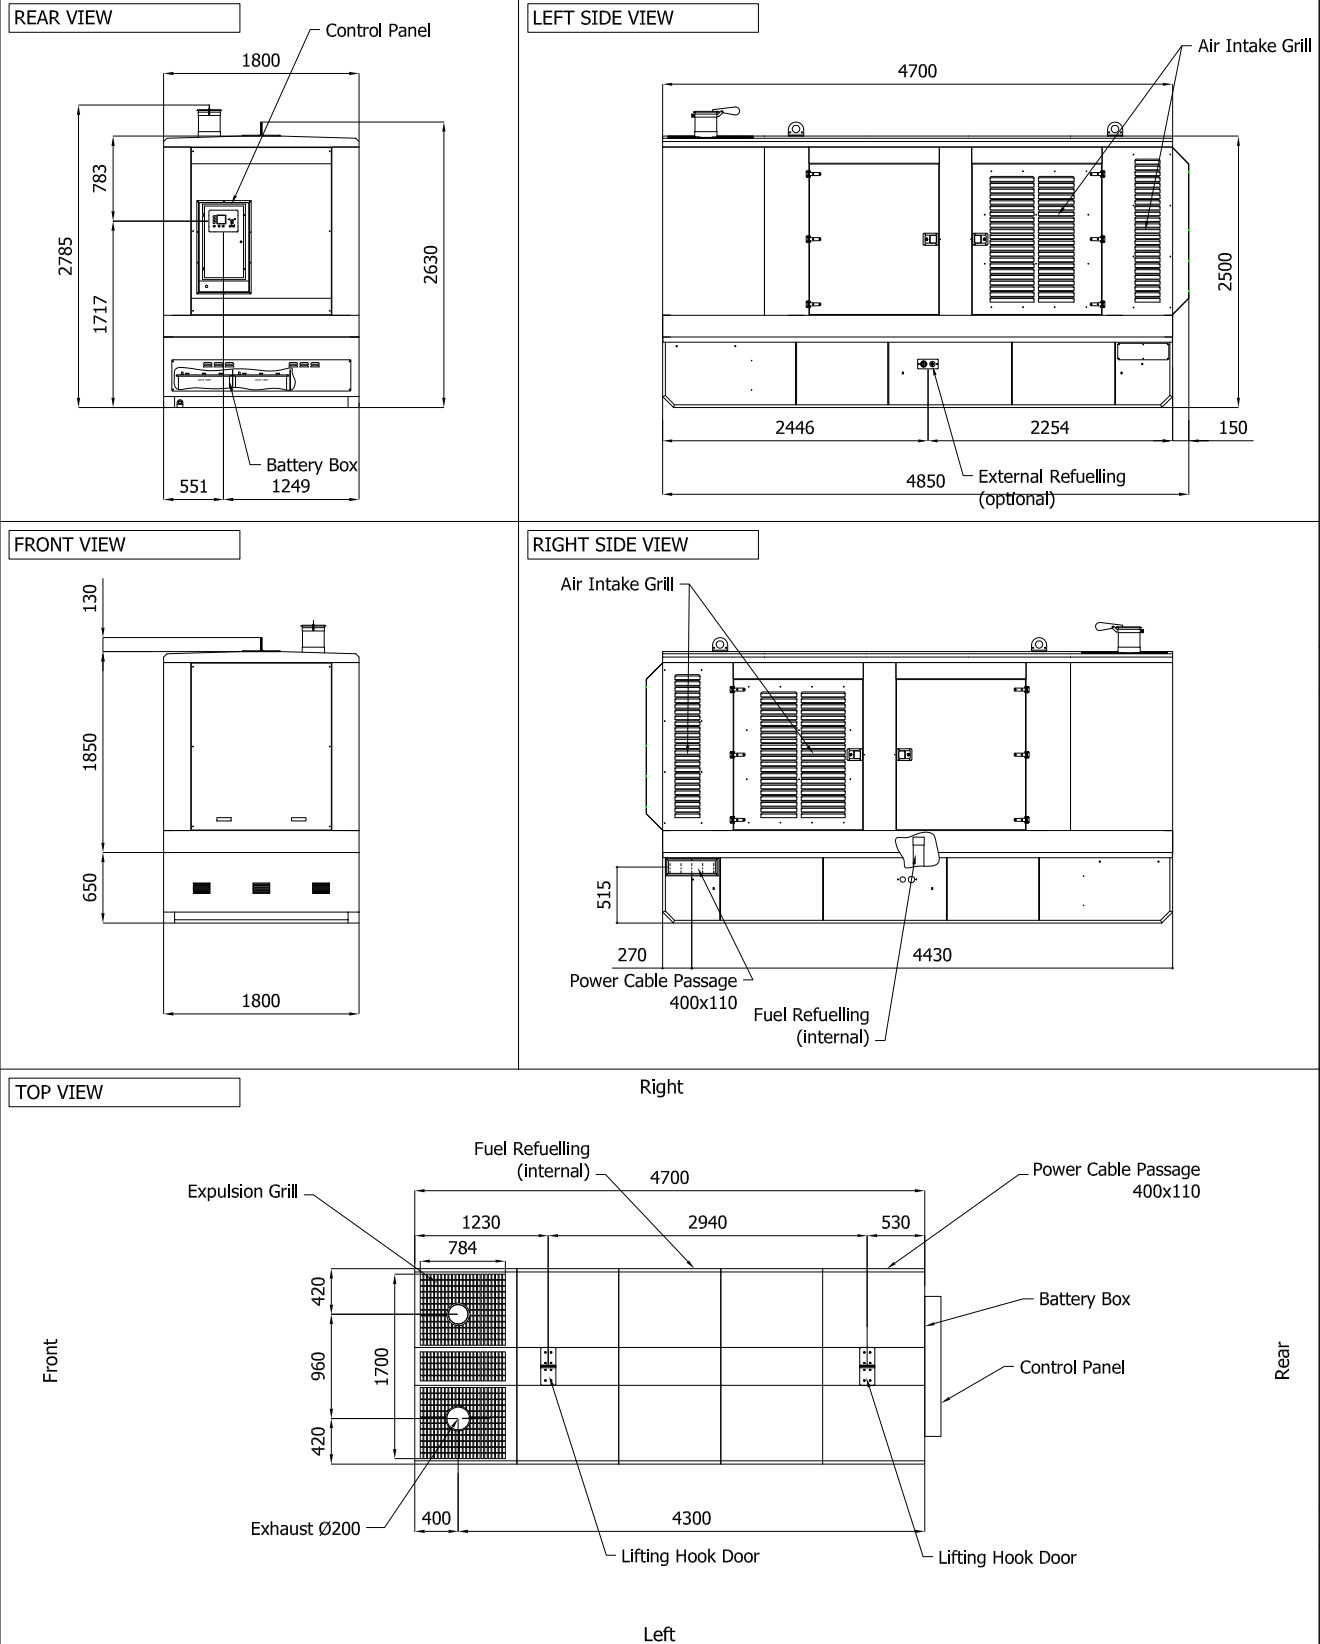 REAR VIEW
Control Panel
1800
783
2785
1717
2630
Battery Box
551
1249
LEFT SIDE VIEW
Air Intake Grill
4700
2500
2446
2254
150
External Refuelling
(optional)
4850
FRONT VIEW
130
1850
650
1800
RIGHT SIDE VIEW
Air Intake Grill
515
270
4430
Power Cable Passage
400x110
Fuel Refuelling
(internal)
TOP VIEW
Right
Fuel Refuelling
(internal)
Power Cable Passage
400x110
Expulsion Grill
4700
1230
2940
530
784
420
960
1700
420
Battery Box
Control Panel
Front
Rear
Exhaust Ø200
400
4300
Lifting Hook Door
Lifting Hook Door
Left